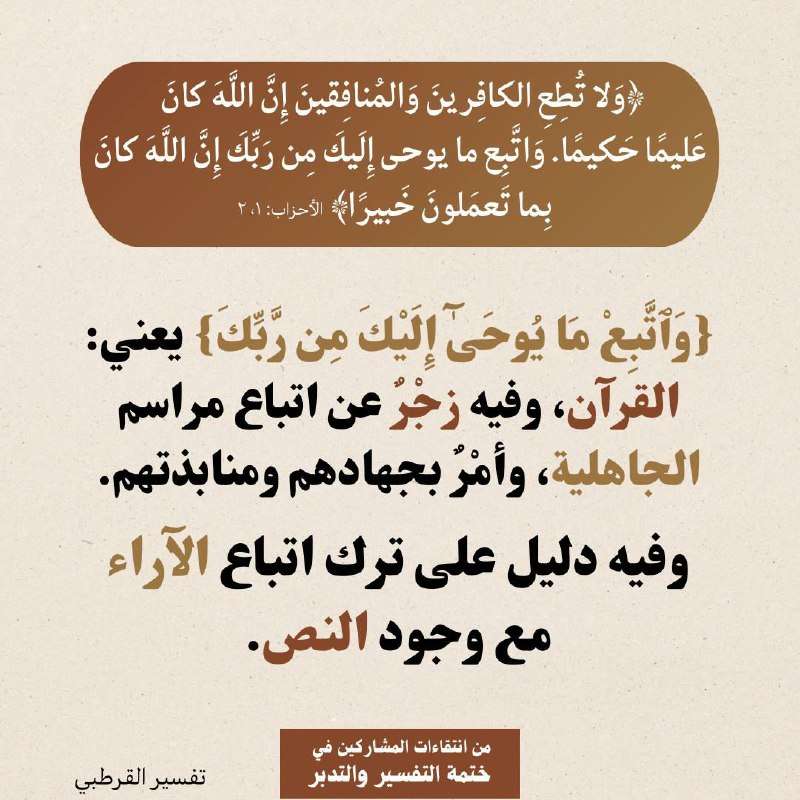 ﴿وَلا تُطِعِ الكافِرينَ وَالمُنافِقينَ إِنَّ اللَّهَ كانَ
عَليمًا حَكيمًا. وَاتَّبِع ما يوحى إِلَيكَ مِن رَبِّكَ إِنَّ اللَّهَ كانَ
بِما تَعمَلونَ خَبيرًا﴾ الأحزاب: ١، ٢
{وَٱتَّبِعْ مَا يُوحَىٰٓ إِلَيْكَ مِن رَّبِّكَ} يعني:
القرآن، وفيه زجْرٌ عن اتباع مراسم
الجاهلية، وأمْرٌ بجهادهم ومنابذتهم.
وفيه دليل على ترك اتباع الآراء
مع وجود النص.
من انتقاءات المشاركين في
ختمة التفسير والتدبر
تفسير القرطبي